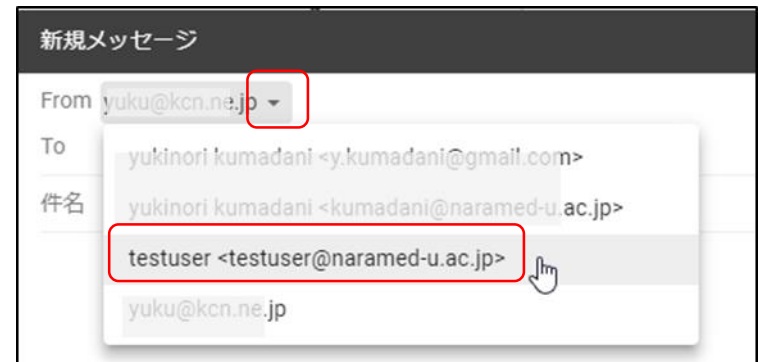 新規メッセージ
From yuku@kcn.ne.jp
To
yukinori kumadani <y.kumadani@gmail.com>
件名
yukinori kumadani <kumadani@naramed-u.ac.jp>
testuser <testuser@naramed-u.ac.jp>
yuku@kcn.ne.jp